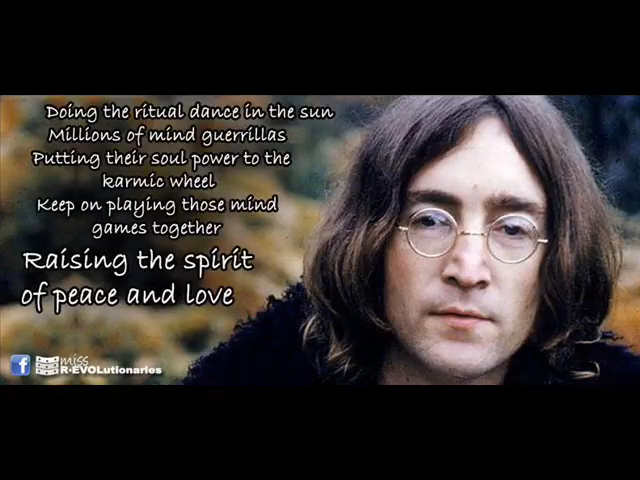 Doing the ritual dance in the sun
Millions of mind guerrillas
Putting their soul power to the
karmic wheel
Keep on playing those mind
games together
Raising the spirit
of peace and love
f
miss
R-EVOLutionaries